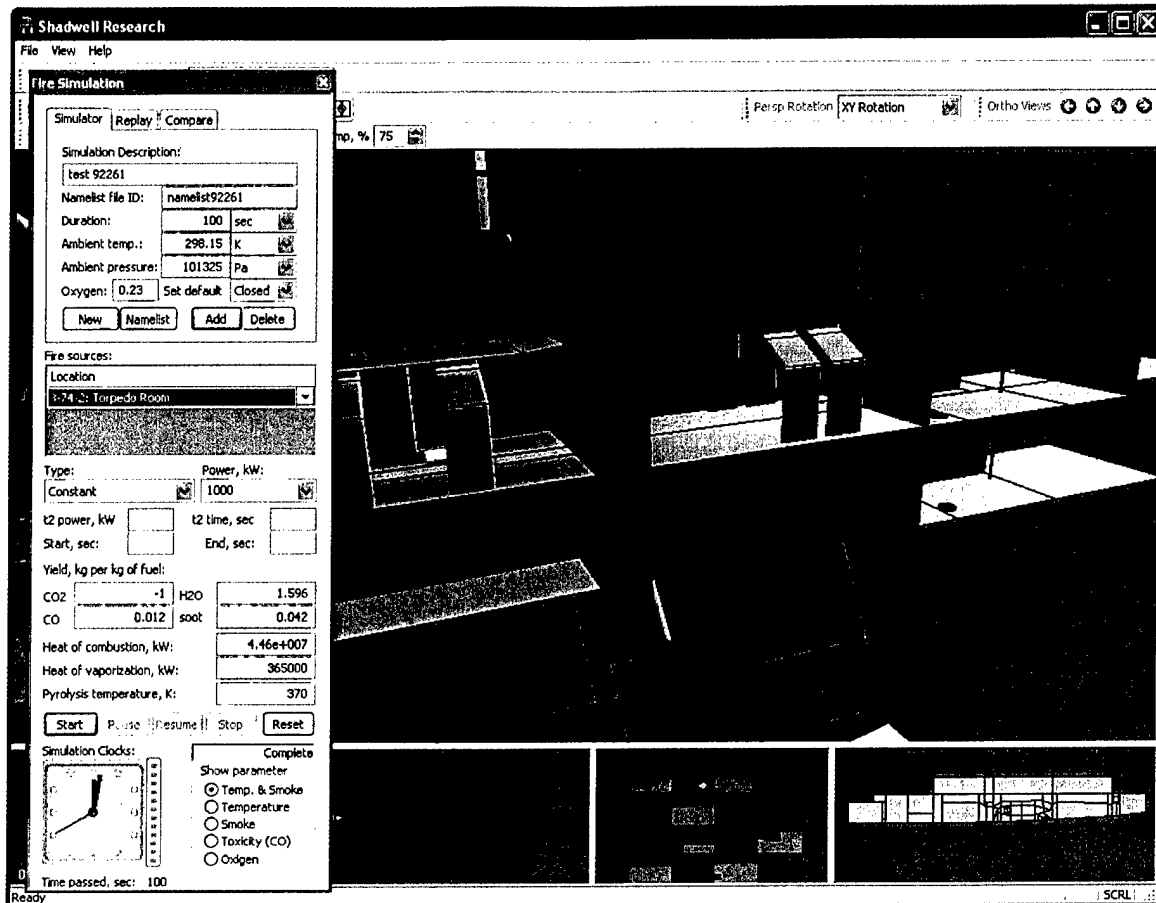 Shadwell Research
File View Help
Fire Simulation
Persp Rotation XY Rotation Ortho Views
Simulator Replay Compare
mp, % 75
Simulation Description:
test 92261
Namelist file ID: namelist92261
Duration: 100 sec
Ambient temp.: 298.15 K
Ambient pressure: 101325 Pa
Oxygen: 0.23 Set default Closed
New Namelist Add Delete
Fire sources:
Location
3-74-2: Torpedo Room
Type: Power, kW:
Constant 1000
t2 power, kW t2 time, sec
Start, sec: End, sec:
Yield, kg per kg of fuel:
CO2 -1 H2O 1.596
CO 0.012 soot 0.042
Heat of combustion, kW: 4.46e+007
Heat of vaporization, kW: 365000
Pyrolysis temperature, K: 370
Start Pause Resume Stop Reset
Simulation Clocks: Complete
Show parameter
Temp. & Smoke
Temperature
Smoke
Toxicity (CO)
Oxdgen
Time passed, sec: 100
Ready SCRL